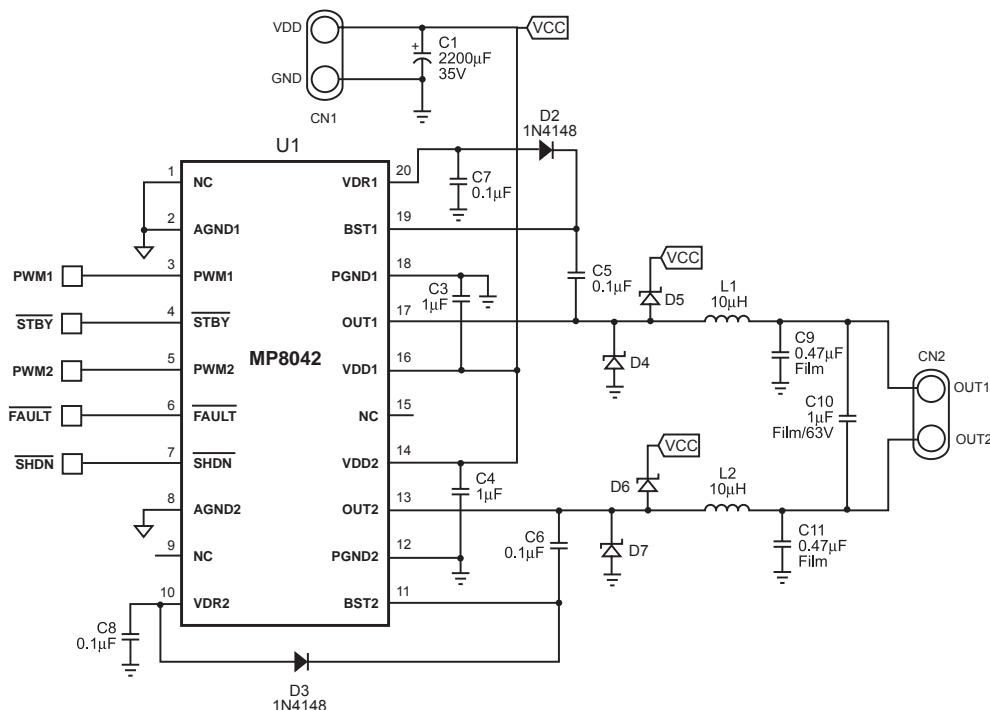 VDD
GND
CN1
+
C1
2200µF
35V
VCC
D2
1N4148
U1
MP8042
1
NC
2
AGND1
3
PWM1
PWM1
4
STBY
STBY
5
PWM2
PWM2
6
FAULT
FAULT
7
SHDN
SHDN
8
AGND2
9
NC
10
VDR2
20
VDR1
19
BST1
18
PGND1
17
OUT1
16
VDD1
15
NC
14
VDD2
13
OUT2
12
PGND2
11
BST2
C7
0.1µF
C3
1µF
C5
0.1µF
VCC
D5
D4
L1
10µH
C9
0.47µF
Film
C10
1µF
Film/63V
CN2
OUT1
OUT2
C4
1µF
VCC
D6
D7
L2
10µH
C6
0.1µF
C11
0.47µF
Film
C8
0.1µF
D3
1N4148